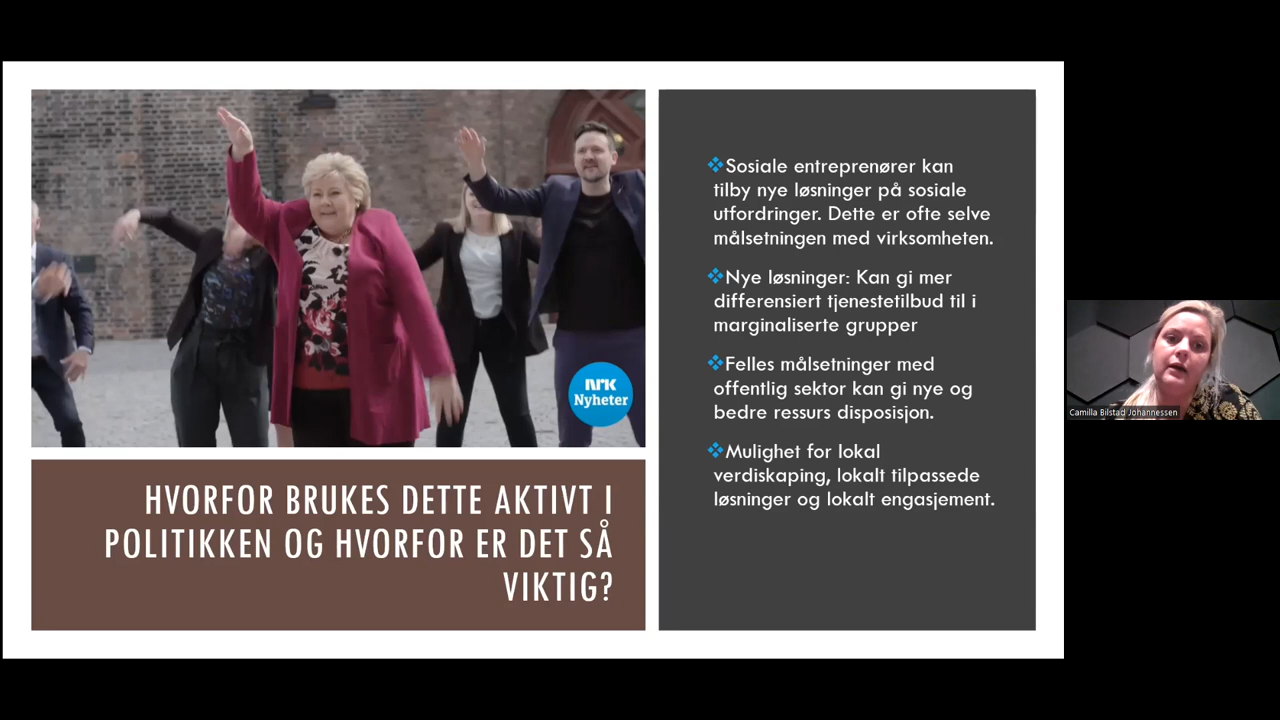 nrk
Nyheter
HVORFOR BRUKES DETTE AKTIVT I
POLITIKKEN OG HVORFOR ER DET SÅ
VIKTIG?
Sosiale entreprenører kan
tilby nye løsninger på sosiale
utfordringer. Dette er ofte selve
målsetningen med virksomheten.
Nye løsninger: Kan gi mer
differensiert tjenestetilbud til i
marginaliserte grupper
Felles målsetninger med
offentlig sektor kan gi nye og
bedre ressurs disposisjon.
Mulighet for lokal
verdiskaping, lokalt tilpassede
løsninger og lokalt engasjement.
Camilla Bilstad Johannessen